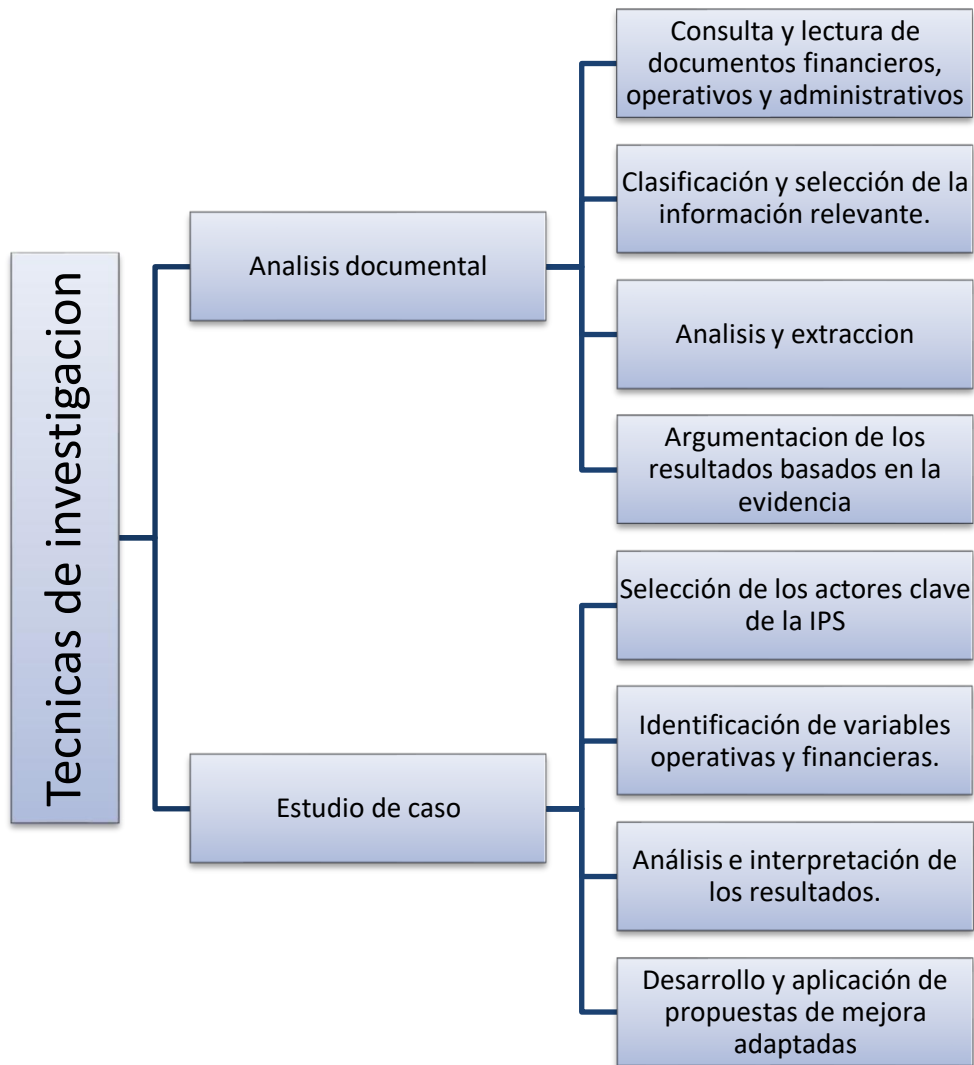 Tecnicas de investigacion
Analisis documental
Consulta y lectura de
documentos financieros,
operativos y administrativos
Clasificación y selección de la
información relevante.
Analisis y extraccion
Argumentacion de los
resultados basados en la
evidencia
Estudio de caso
Selección de los actores clave
de la IPS
Identificación de variables
operativas y financieras.
Análisis e interpretación de
los resultados.
Desarrollo y aplicación de
propuestas de mejora
adaptadas